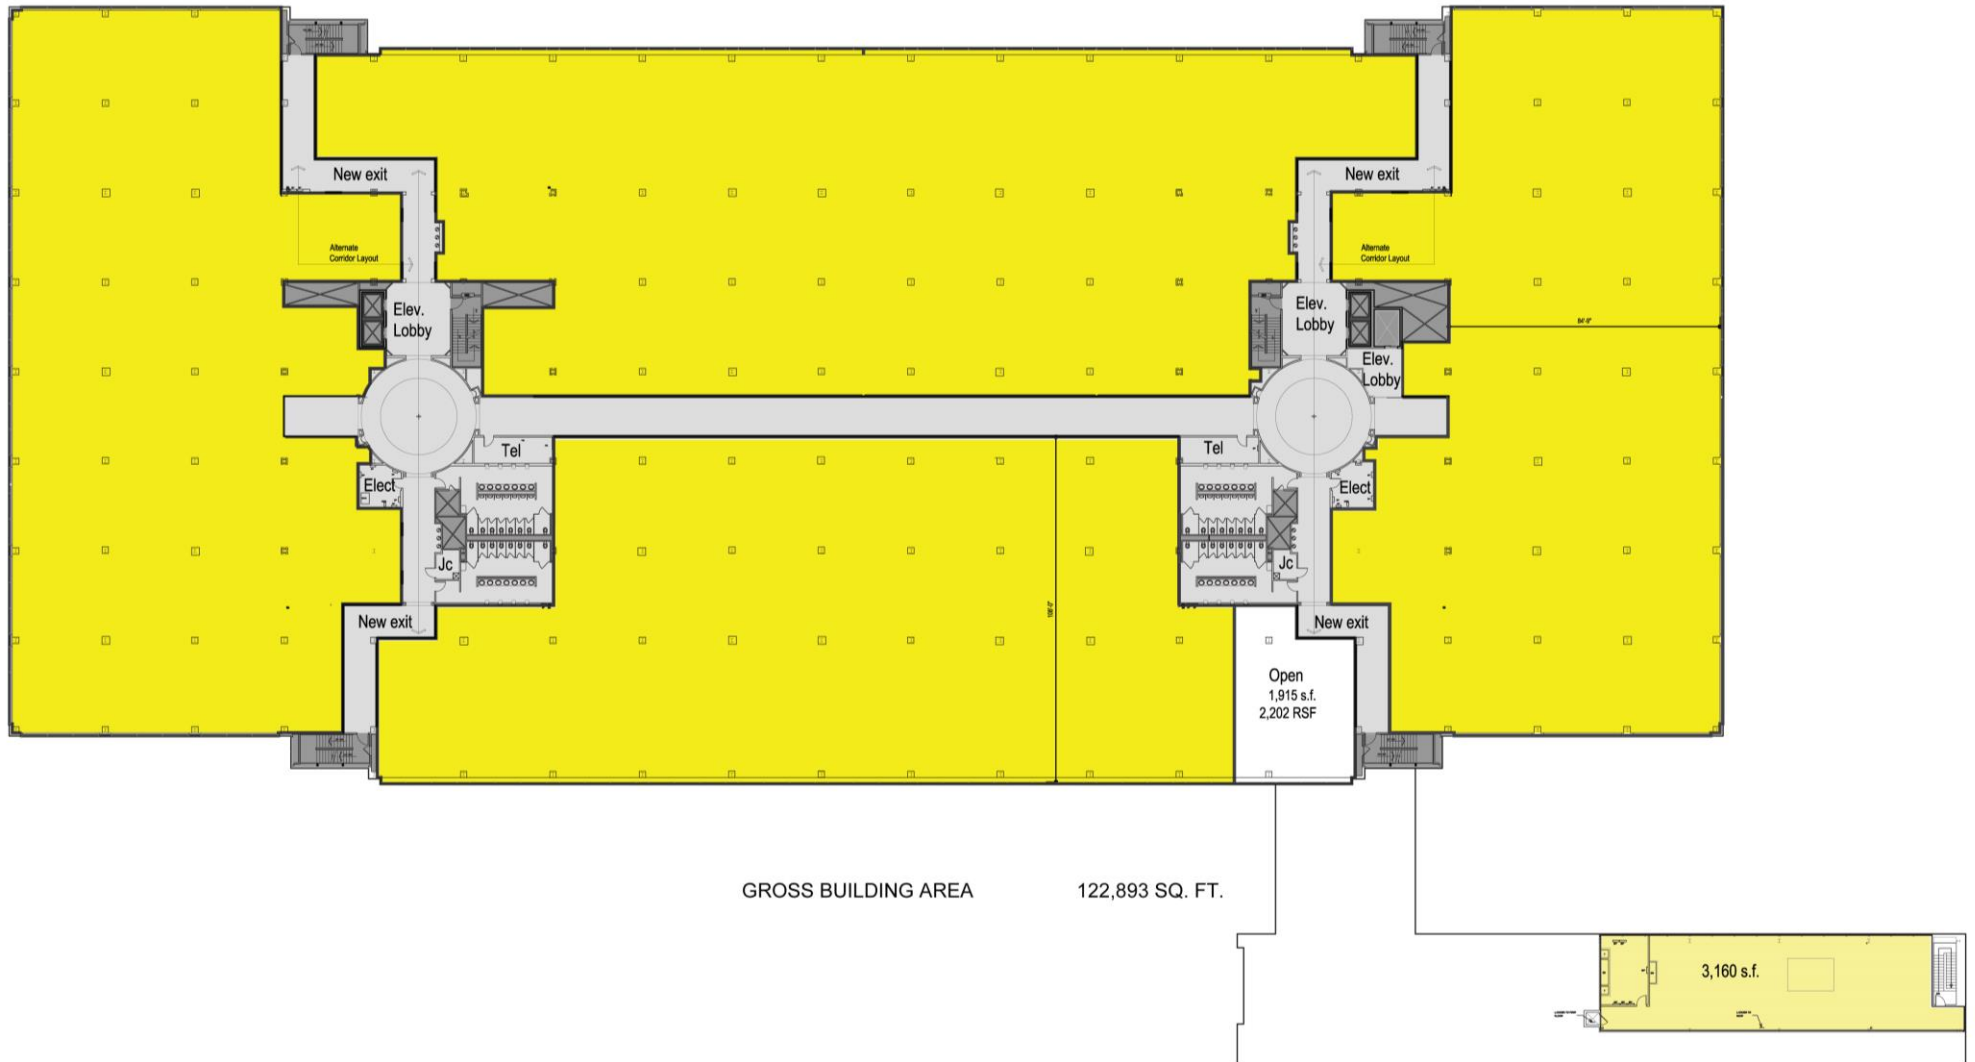 New exit
New exit
Alternate
Corridor Layout
Alternate
Corridor Layout
Elev.
Lobby
Elev.
Lobby
84'-0"
Elev.
Lobby
Tel
Tel
Elect
Elect
Jc
Jc
New exit
New exit
Open
1,915 s.f.
2,202 RSF
GROSS BUILDING AREA 122,893 SQ. FT.
3,160 s.f.